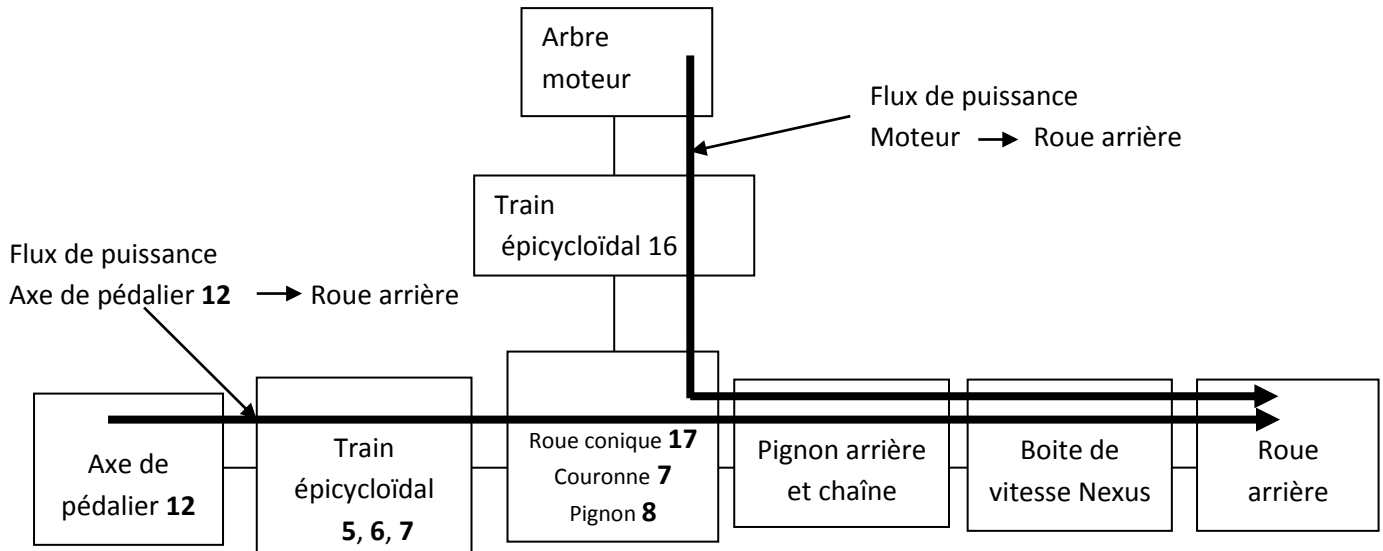 Arbre
moteur
Flux de puissance
Moteur Roue arrière
Train
épicycloïdal 16
Flux de puissance
Axe de pédalier 12 Roue arrière
Axe de
pédalier 12
Train
épicycloïdal
5, 6, 7
Roue conique 17
Couronne 7
Pignon 8
Pignon arrière
et chaîne
Boite de
vitesse Nexus
Roue
arrière